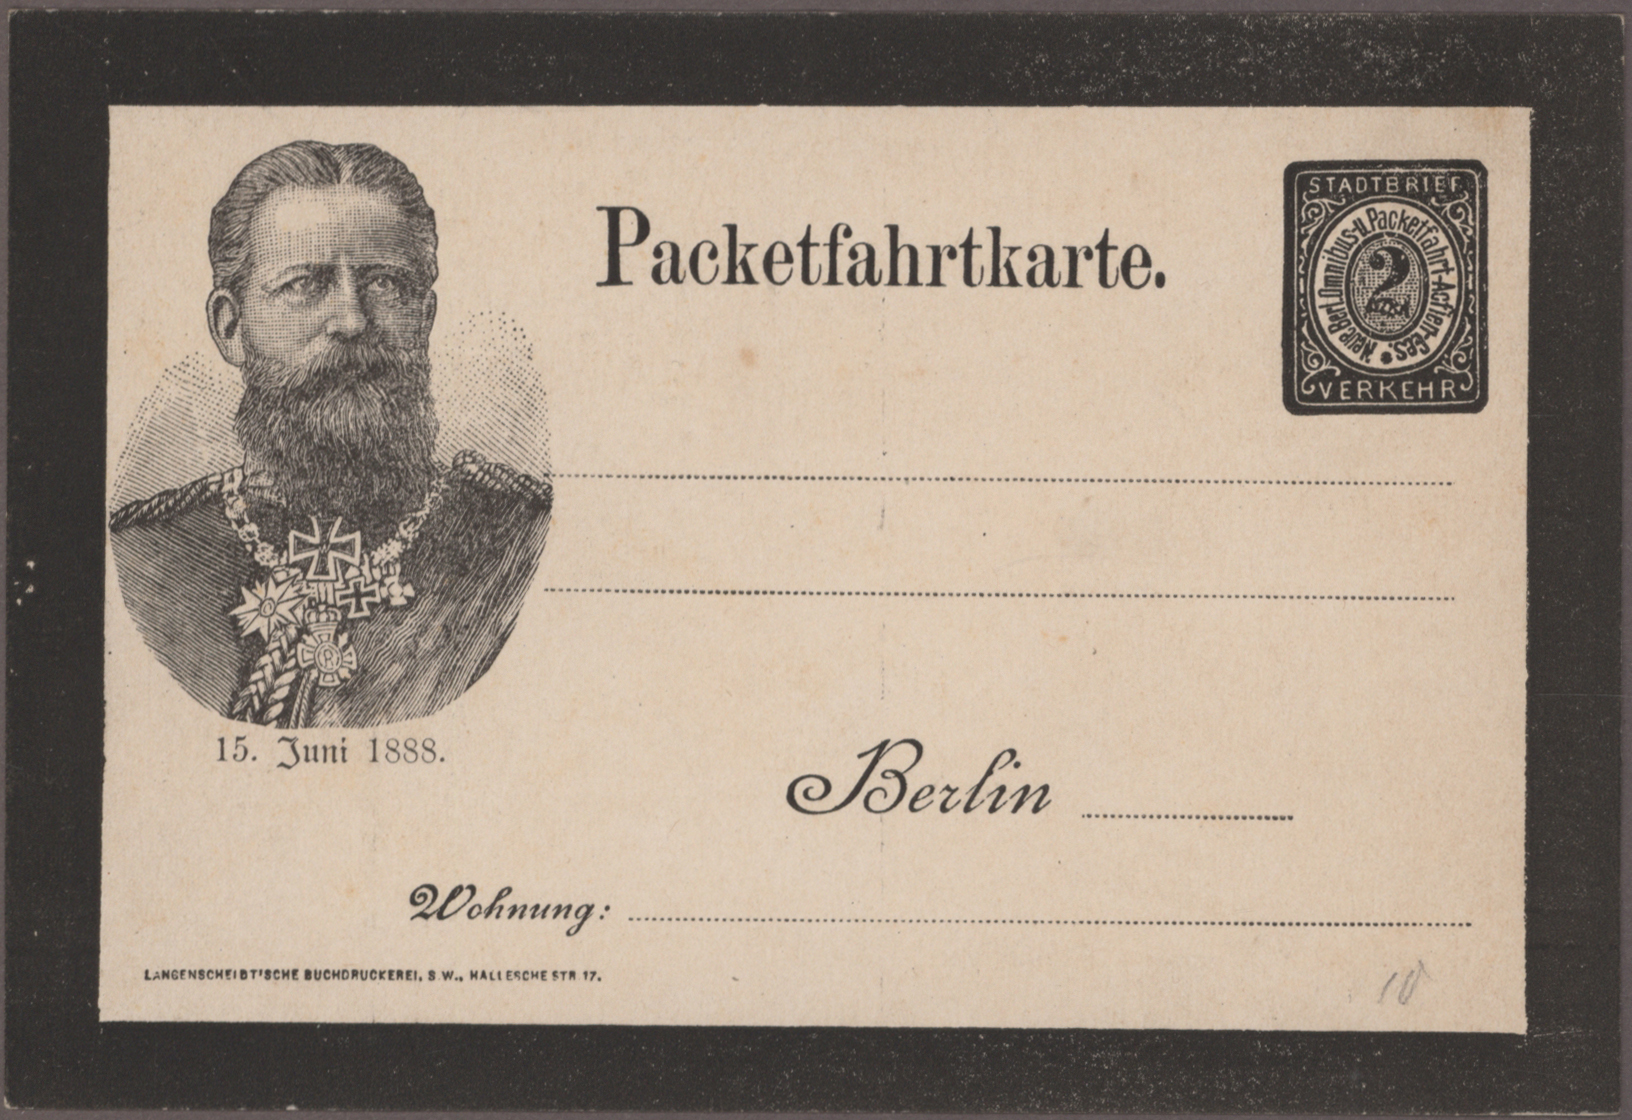 Packetfahrtkarte.
STADTBRIEF
Neue Berl. Omnibus- u. Packetfahrt-Actien-Ges.
2
VERKEHR
15. Juni 1888.
Berlin
Wohnung:
LANGENSCHEIDT'SCHE BUCHDRUCKEREI, S.W., HALLESCHE STR 17.
10